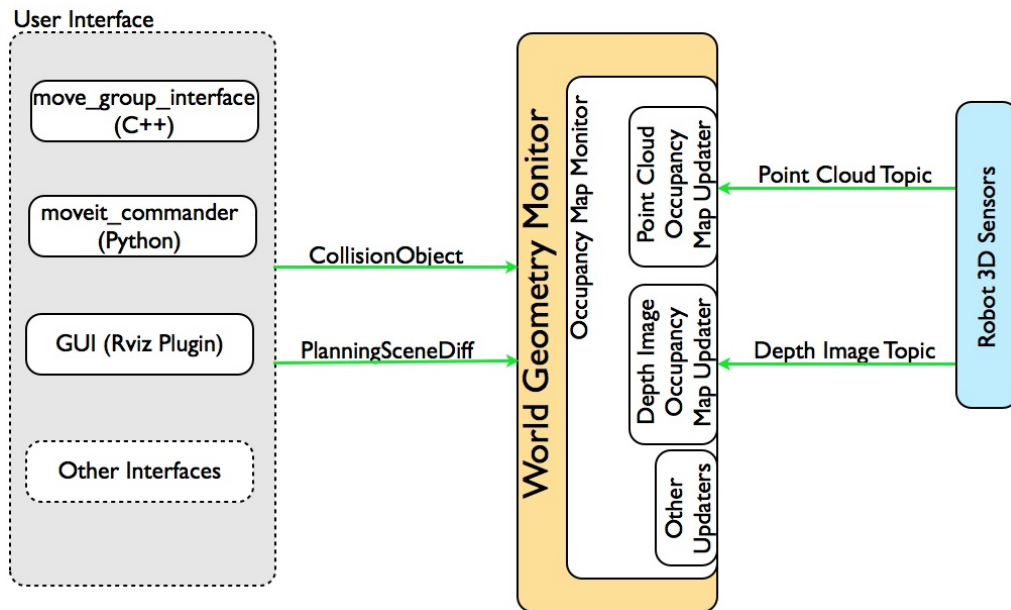 User Interface
move_group_interface
(C++)
moveit_commander
(Python)
GUI (Rviz Plugin)
Other Interfaces
CollisionObject
PlanningSceneDiff
World Geometry Monitor
Occupancy Map Monitor
Point Cloud
Occupancy
Map Updater
Depth Image
Occupancy
Map Updater
Other
Updaters
Point Cloud Topic
Depth Image Topic
Robot 3D Sensors